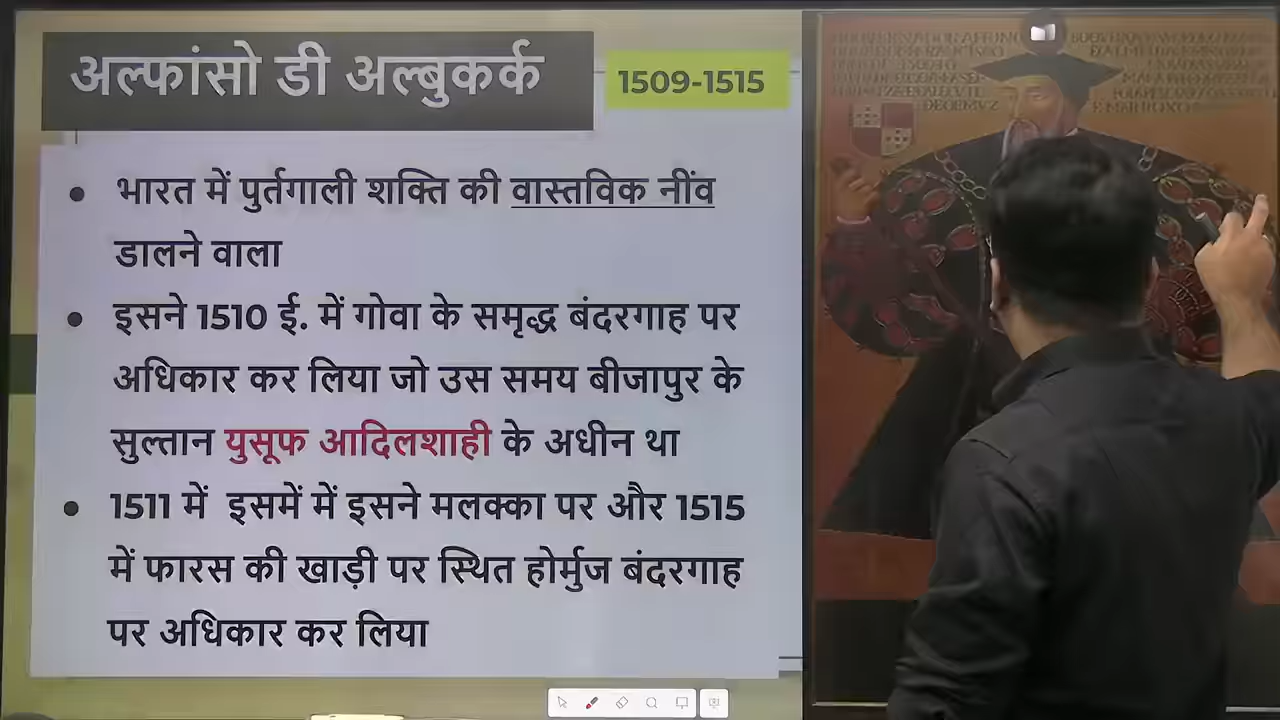 अल्फांसो डी अल्बुकर्क
1509-1515
भारत में पुर्तगाली शक्ति की वास्तविक नींव
डालने वाला
इसने 1510 ई. में गोवा के समृद्ध बंदरगाह पर
अधिकार कर लिया जो उस समय बीजापुर के
सुल्तान युसूफ आदिलशाही के अधीन था
1511 में इसमें में इसने मलक्का पर और 1515
में फारस की खाड़ी पर स्थित होर्मुज बंदरगाह
पर अधिकार कर लिया